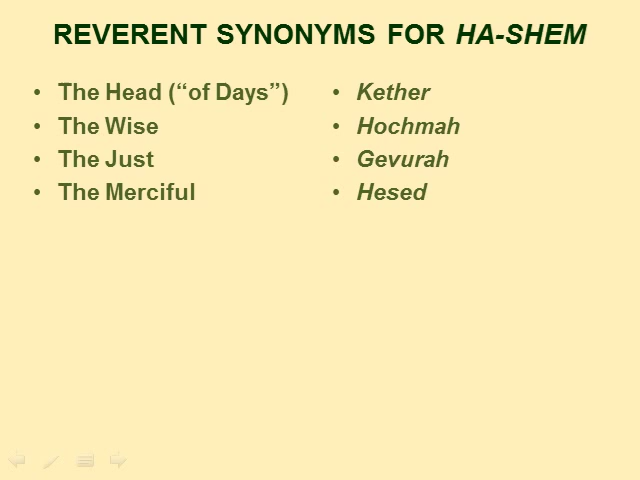 REVERENT SYNONYMS FOR HA-SHEM
• The Head (“of Days”)
• The Wise
• The Just
• The Merciful
• Kether
• Hochmah
• Gevurah
• Hesed